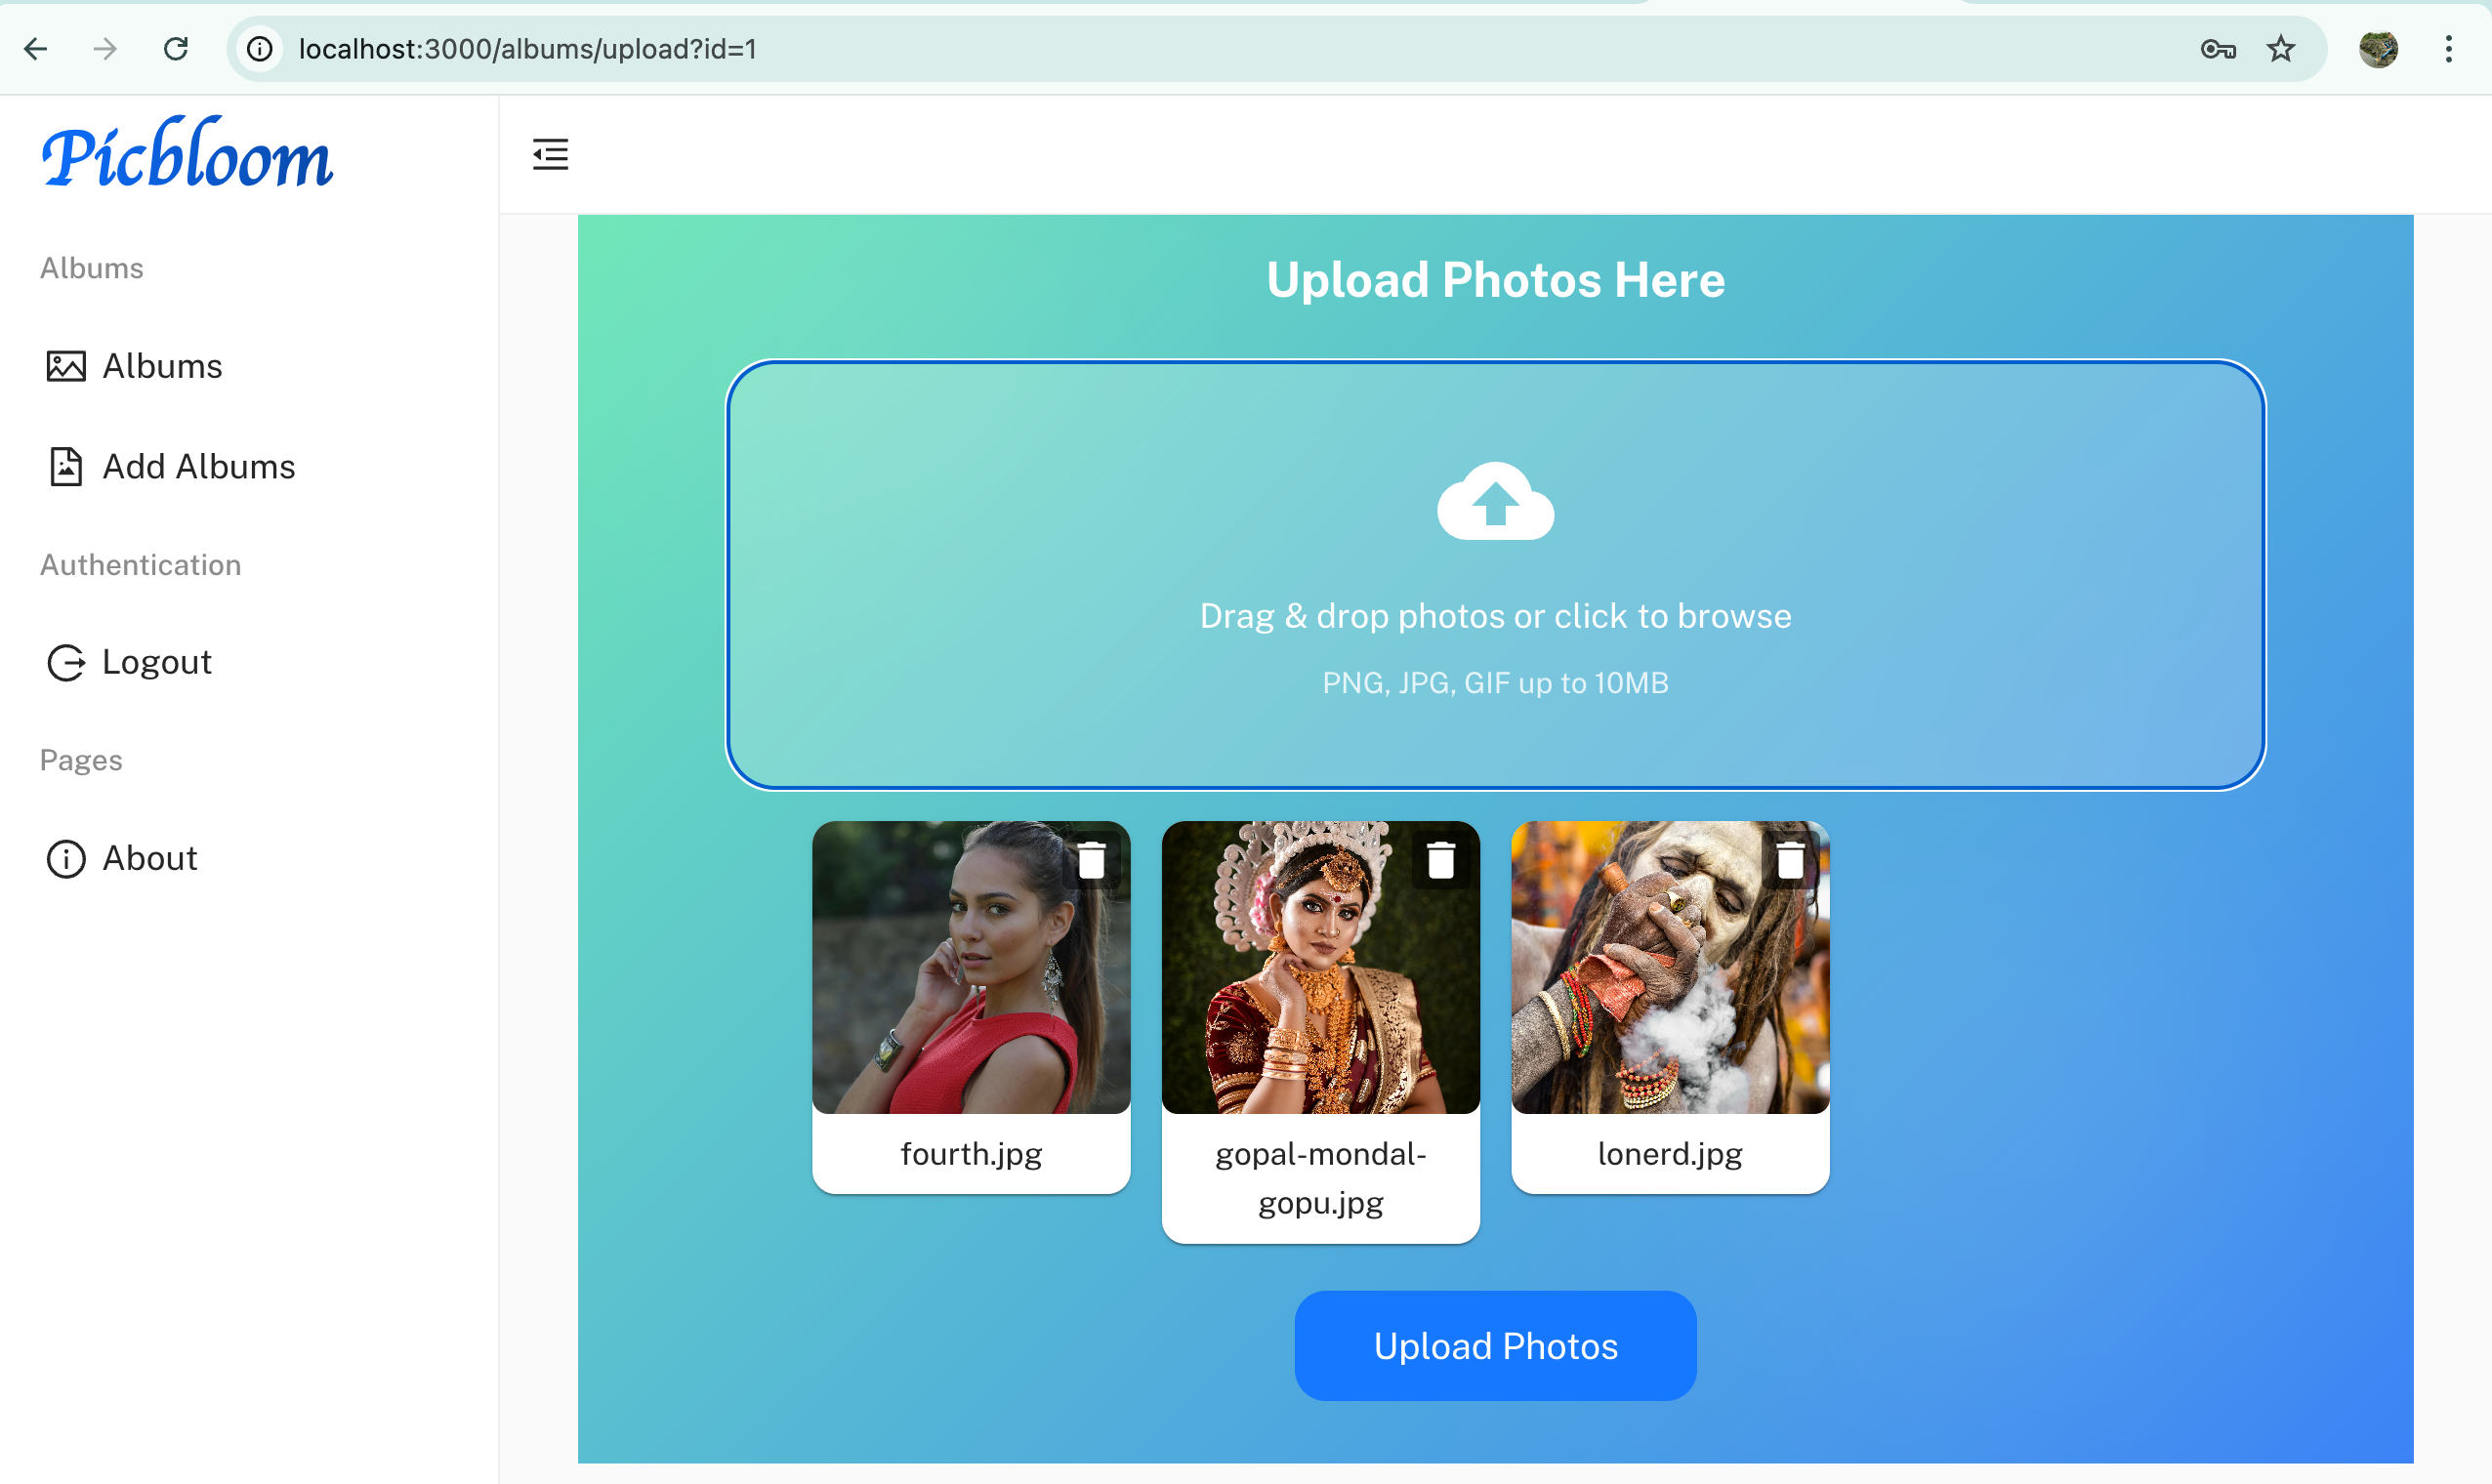 localhost:3000/albums/upload?id=1
Picbloom
Albums
Albums
Add Albums
Authentication
Logout
Pages
About
Upload Photos Here
Drag & drop photos or click to browse
PNG, JPG, GIF up to 10MB
fourth.jpg
gopal-mondal-
gopu.jpg
lonerd.jpg
Upload Photos